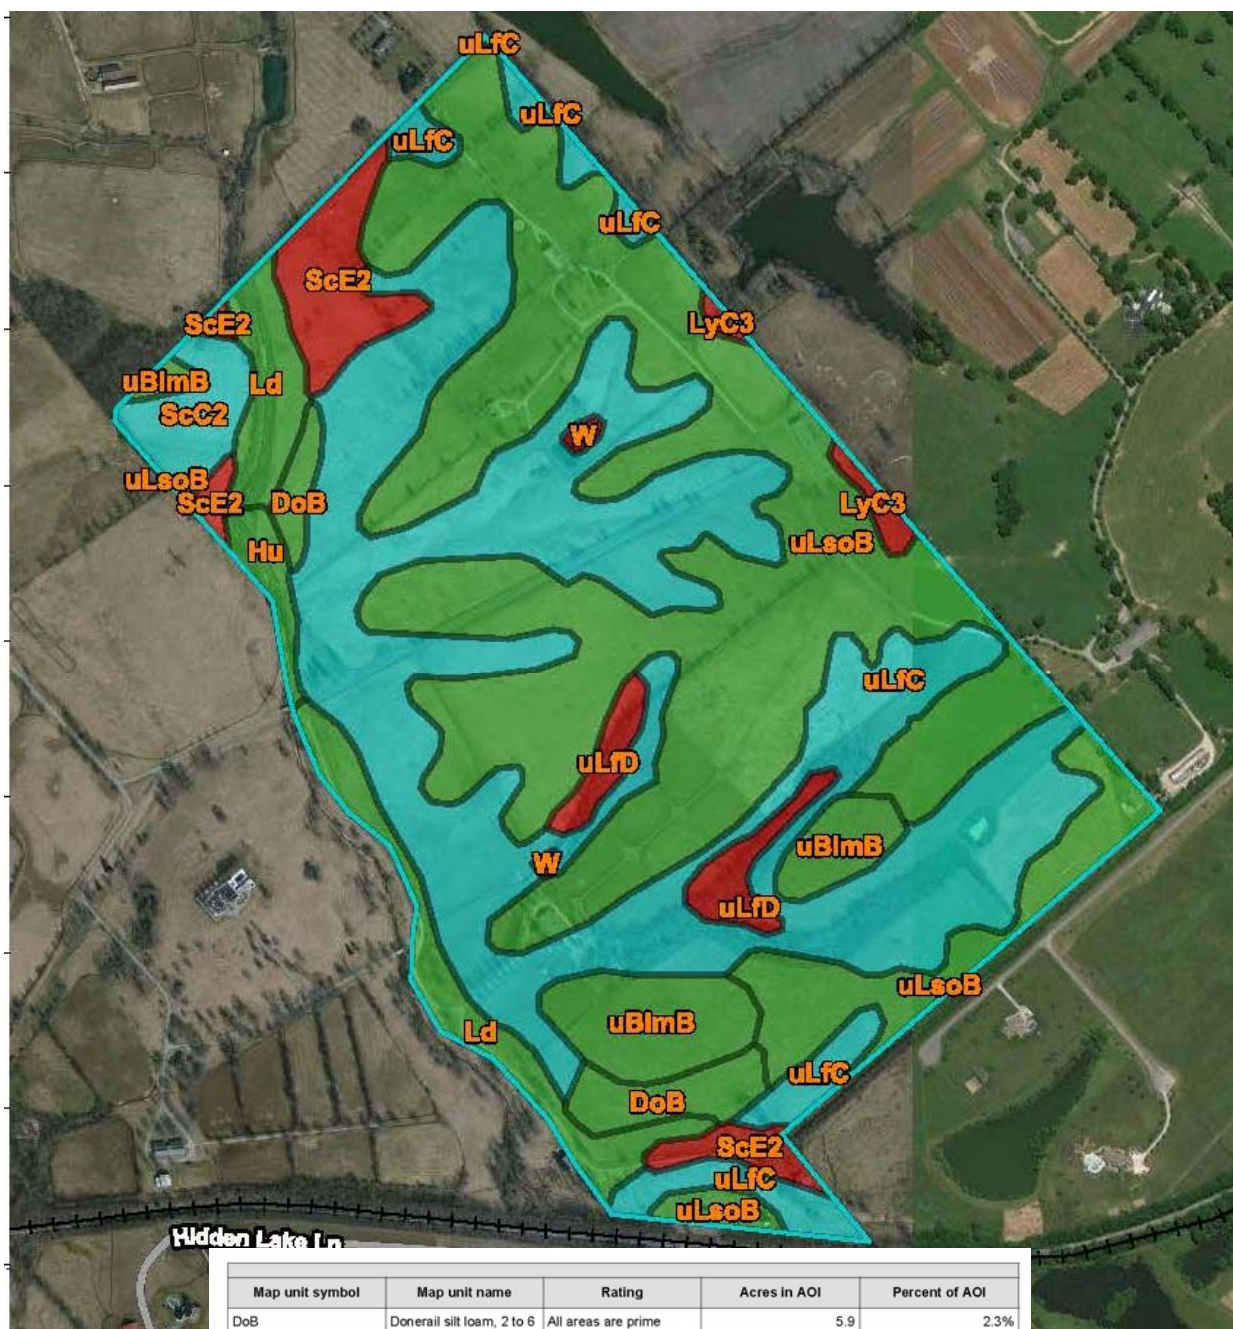 uLfC
uLfC
uLfC
uLfC
ScE2
ScE2
LyC3
uBlmB
Ld
ScC2
W
uLsoB
ScE2
DoB
LyC3
Hu
uLsoB
uLfC
uLfD
uBlmB
W
uLfD
uLsoB
uBlmB
Ld
uLfC
DoB
ScE2
uLfC
uLsoB
Hidden Lake Ln
Map unit symbol Map unit name Rating Acres in AOI Percent of AOI
DoB Donerail silt loam, 2 to 6 All areas are prime 5.9 2.3%